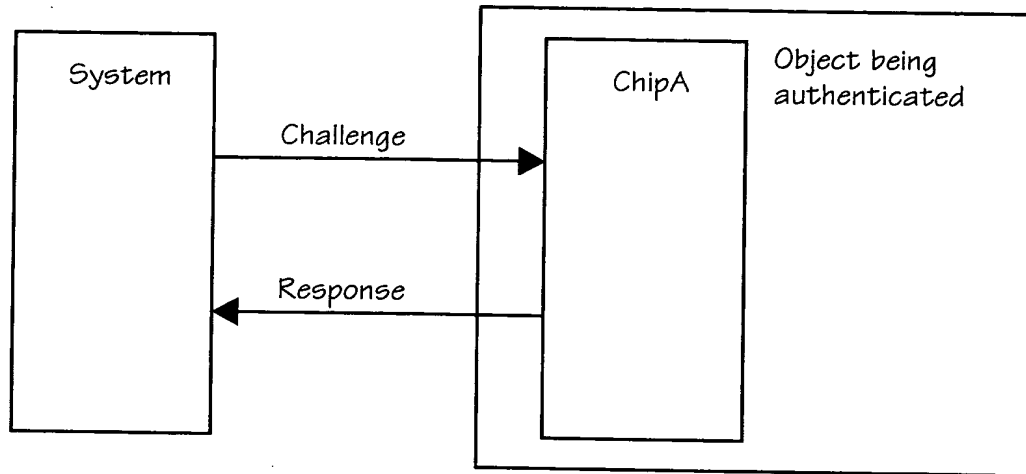 System
ChipA
Object being
authenticated
Challenge
Response